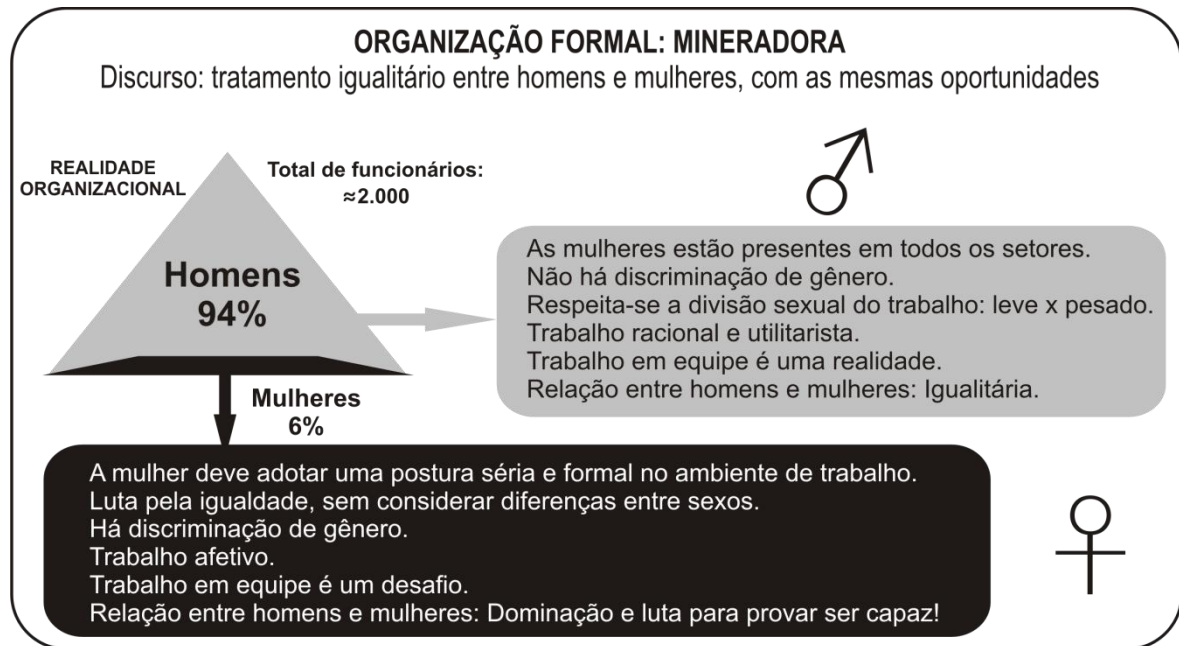 ORGANIZAÇÃO FORMAL: MINERADORA
Discurso: tratamento igualitário entre homens e mulheres, com as mesmas oportunidades
REALIDADE
ORGANIZACIONAL
Total de funcionários:
≈2.000
Homens
94%
As mulheres estão presentes em todos os setores.
Não há discriminação de gênero.
Respeita-se a divisão sexual do trabalho: leve x pesado.
Trabalho racional e utilitarista.
Trabalho em equipe é uma realidade.
Relação entre homens e mulheres: Igualitária.
Mulheres
6%
A mulher deve adotar uma postura séria e formal no ambiente de trabalho.
Luta pela igualdade, sem considerar diferenças entre sexos.
Há discriminação de gênero.
Trabalho afetivo.
Trabalho em equipe é um desafio.
Relação entre homens e mulheres: Dominação e luta para provar ser capaz!